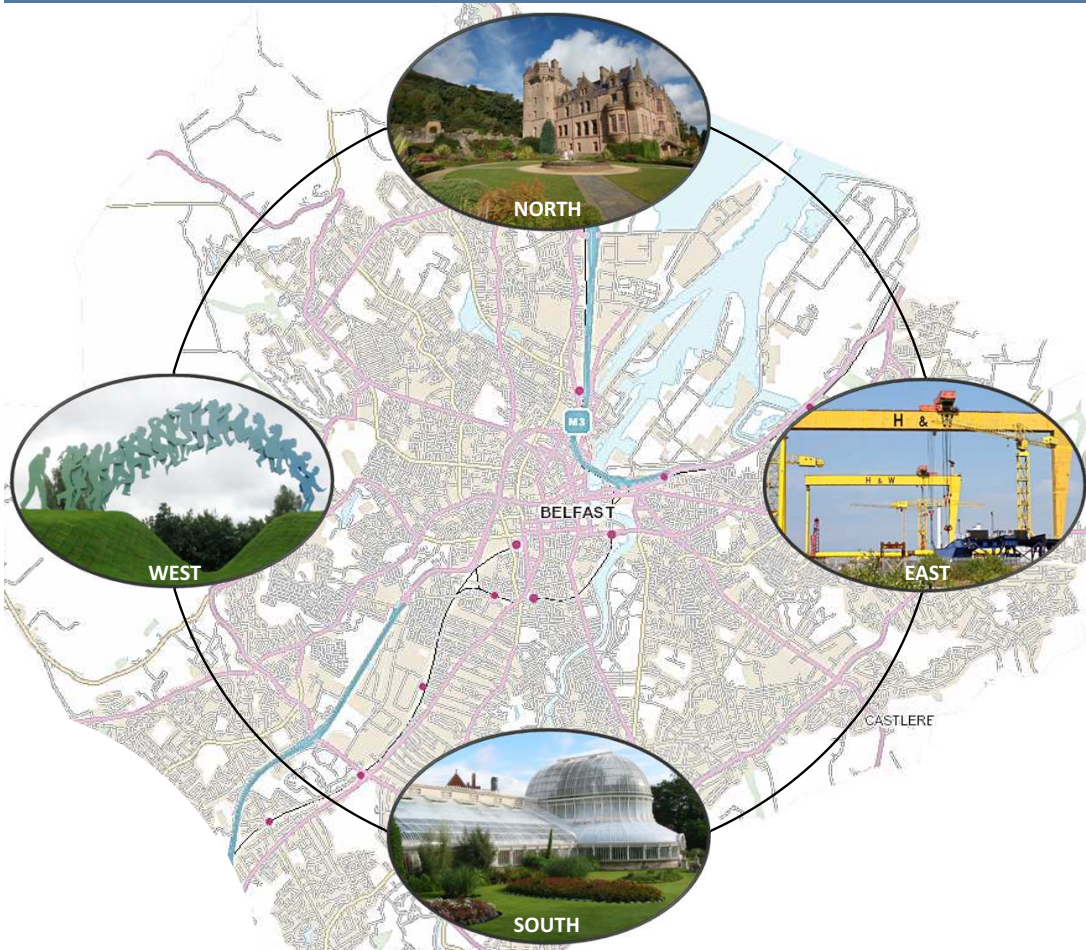 NORTH
M3
H &
H & W
BELFAST
WEST
EAST
CASTLERE
SOUTH